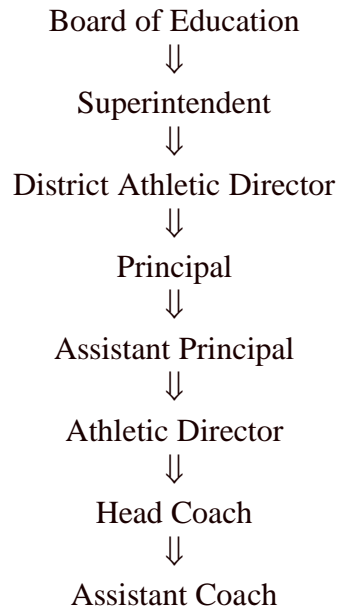 Board of Education
⇓
Superintendent
⇓
District Athletic Director
⇓
Principal
⇓
Assistant Principal
⇓
Athletic Director
⇓
Head Coach
⇓
Assistant Coach